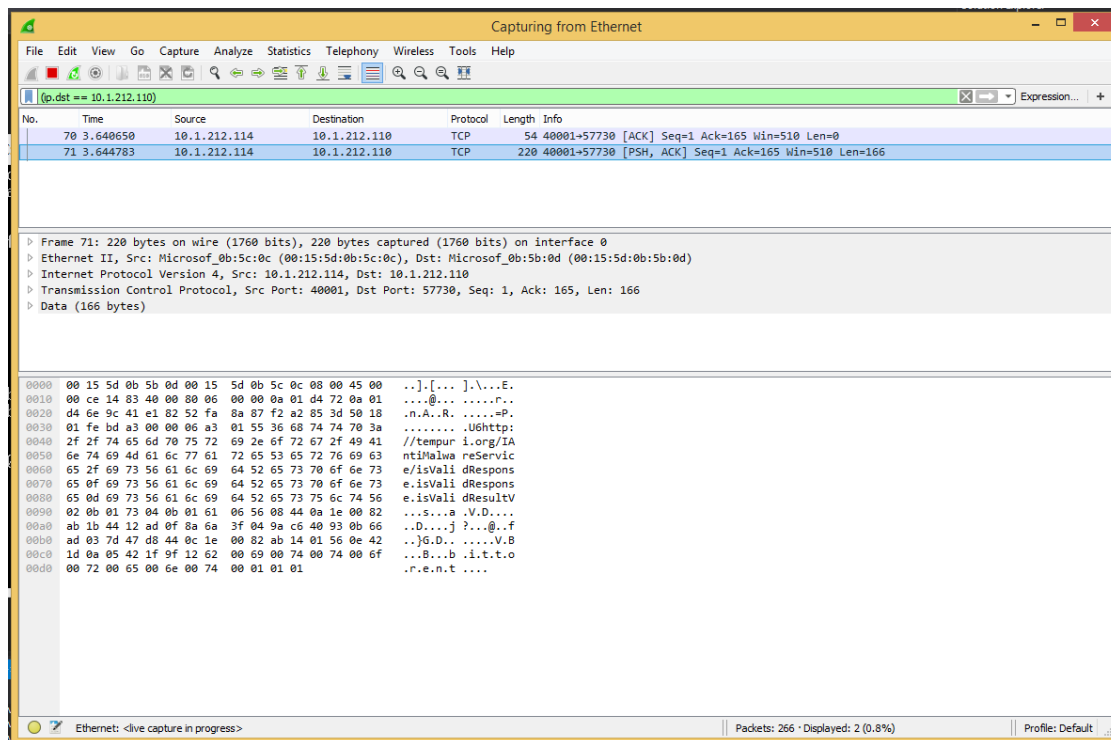 Capturing from Ethernet
File Edit View Go Capture Analyze Statistics Telephony Wireless Tools Help
(ip.dst == 10.1.212.110)
Expression... +
No. Time Source Destination Protocol Length Info
70 3.640650 10.1.212.114 10.1.212.110 TCP 54 40001→57730 [ACK] Seq=1 Ack=165 Win=510 Len=0
71 3.644783 10.1.212.114 10.1.212.110 TCP 220 40001→57730 [PSH, ACK] Seq=1 Ack=165 Win=510 Len=166
Frame 71: 220 bytes on wire (1760 bits), 220 bytes captured (1760 bits) on interface 0
Ethernet II, Src: Microsof_0b:5c:0c (00:15:5d:0b:5c:0c), Dst: Microsof_0b:5b:0d (00:15:5d:0b:5b:0d)
Internet Protocol Version 4, Src: 10.1.212.114, Dst: 10.1.212.110
Transmission Control Protocol, Src Port: 40001, Dst Port: 57730, Seq: 1, Ack: 165, Len: 166
Data (166 bytes)
0000 00 15 5d 0b 5b 0d 00 15 5d 0b 5c 0c 08 00 45 00 ..].[... ].\...E.
0010 00 ce 14 83 40 00 80 06 00 00 0a 01 d4 72 0a 01 ....@... .....r..
0020 d4 6e 9c 41 e1 82 52 fa 8a 87 f2 a2 85 3d 50 18 .n.A..R. .....=P.
0030 01 fe bd a3 00 00 06 a3 01 55 36 68 74 74 70 3a ........ .U6http:
0040 2f 2f 74 65 6d 70 75 72 69 2e 6f 72 67 2f 49 41 //tempur i.org/IA
0050 6e 74 69 4d 61 6c 77 61 72 65 53 65 72 76 69 63 ntiMalwa reServic
0060 65 2f 69 73 56 61 6c 69 64 52 65 73 70 6f 6e 73 e/isVali dRespons
0070 65 0f 69 73 56 61 6c 69 64 52 65 73 70 6f 6e 73 e.isVali dRespons
0080 65 0d 69 73 56 61 6c 69 64 52 65 73 75 6c 74 56 e.isVali dResultV
0090 02 0b 01 73 04 0b 01 61 06 56 08 44 0a 1e 00 82 ...s...a .V.D....
00a0 ab 1b 44 12 ad 0f 8a 6a 3f 04 9a c6 40 93 0b 66 ..D....j ?...@..f
00b0 ad 03 7d 47 d8 44 0c 1e 00 82 ab 14 01 56 0e 42 ..}G.D.. .....V.B
00c0 1d 0a 05 42 1f 9f 12 62 00 69 00 74 00 74 00 6f ...B...b .i.t.t.o
00d0 00 72 00 65 00 6e 00 74 00 01 01 01 .r.e.n.t ....
Ethernet: <live capture in progress>
Packets: 266 · Displayed: 2 (0.8%)
Profile: Default